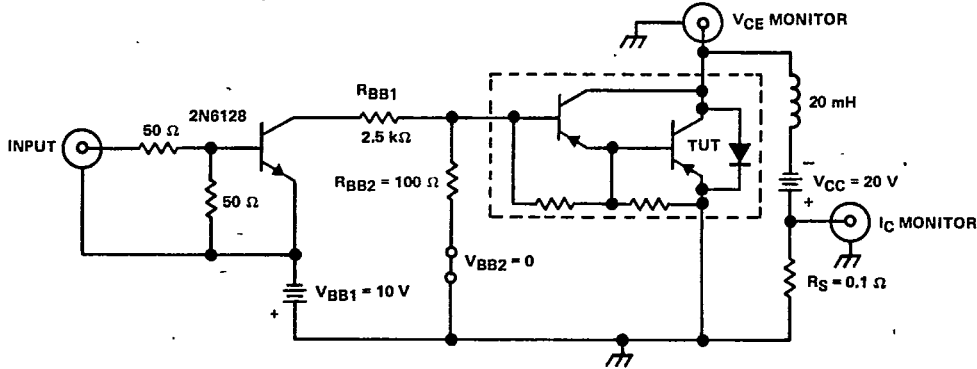 V_CE MONITOR
2N6128
R_BB1
2.5 kΩ
50 Ω
INPUT
50 Ω
R_BB2 = 100 Ω
TUT
20 mH
−
V_CC = 20 V
+
I_C MONITOR
V_BB2 = 0
V_BB1 = 10 V
+
R_S = 0.1 Ω